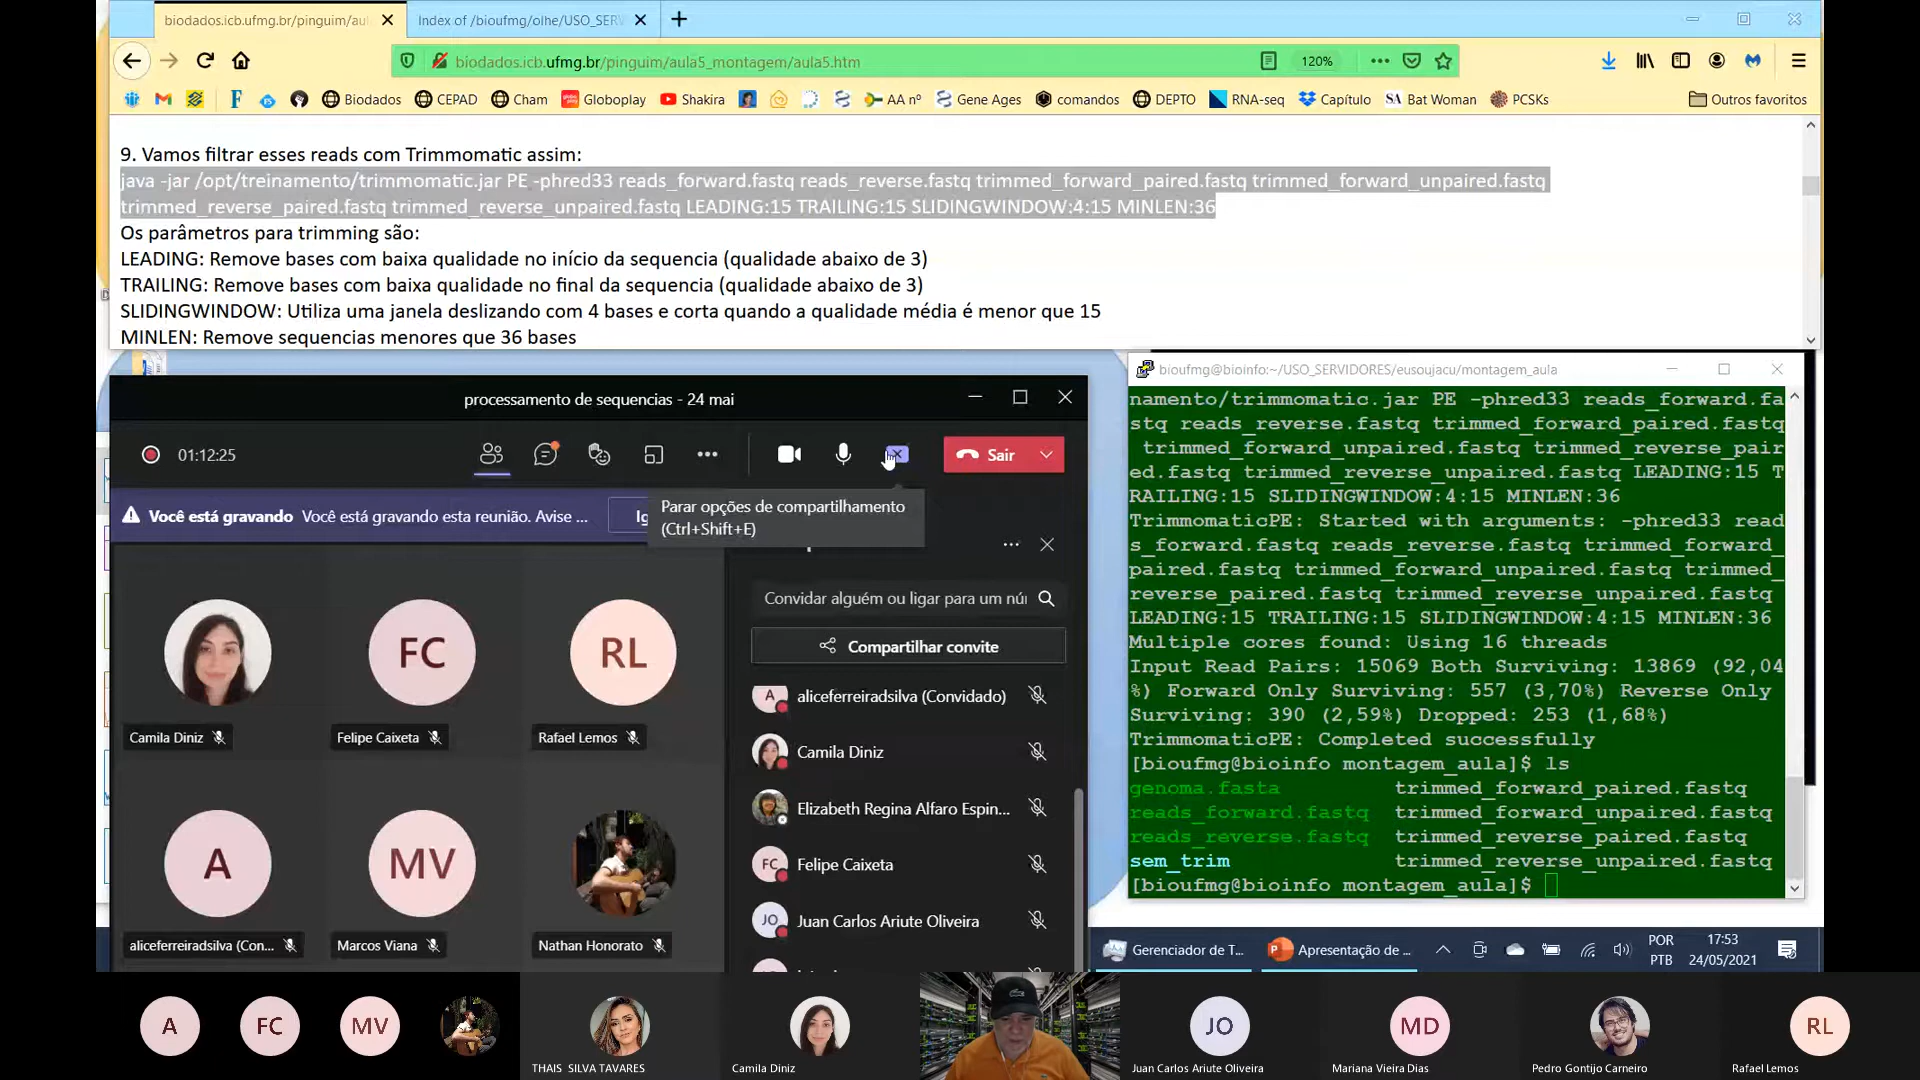 biodados.icb.ufmg.br/pinguim/aul
Index of /bioufmg/olhe/USO_SERV
biodados.icb.ufmg.br/pinguim/aula5_montagem/aula5.htm
120%
Biodados CEPAD Cham Globoplay Shakira AA nº Gene Ages comandos DEPTO RNA-seq Capítulo SA Bat Woman PCSKs Outros favoritos
9. Vamos filtrar esses reads com Trimmomatic assim:
java -jar /opt/treinamento/trimmomatic.jar PE -phred33 reads_forward.fastq reads_reverse.fastq trimmed_forward_paired.fastq trimmed_forward_unpaired.fastq
trimmed_reverse_paired.fastq trimmed_reverse_unpaired.fastq LEADING:15 TRAILING:15 SLIDINGWINDOW:4:15 MINLEN:36
Os parâmetros para trimming são:
LEADING: Remove bases com baixa qualidade no início da sequencia (qualidade abaixo de 3)
TRAILING: Remove bases com baixa qualidade no final da sequencia (qualidade abaixo de 3)
SLIDINGWINDOW: Utiliza uma janela deslizando com 4 bases e corta quando a qualidade média é menor que 15
MINLEN: Remove sequencias menores que 36 bases
processamento de sequencias - 24 mai
01:12:25
Sair
Você está gravando Você está gravando esta reunião. Avise ...
Ig
Parar opções de compartilhamento
(Ctrl+Shift+E)
Convidar alguém ou ligar para um núr
Compartilhar convite
A aliceferreiradsilva (Convidado)
Camila Diniz
Elizabeth Regina Alfaro Espin...
FC Felipe Caixeta
JO Juan Carlos Ariute Oliveira
FC
RL
Camila Diniz
Felipe Caixeta
Rafael Lemos
A
MV
aliceferreiradsilva (Con...
Marcos Viana
Nathan Honorato
bioufmg@bioinfo:~/USO_SERVIDORES/eusoujacu/montagem_aula
namento/trimmomatic.jar PE -phred33 reads_forward.fa
stq reads_reverse.fastq trimmed_forward_paired.fastq
trimmed_forward_unpaired.fastq trimmed_reverse_pair
ed.fastq trimmed_reverse_unpaired.fastq LEADING:15 T
RAILING:15 SLIDINGWINDOW:4:15 MINLEN:36
TrimmomaticPE: Started with arguments: -phred33 read
s_forward.fastq reads_reverse.fastq trimmed_forward_
paired.fastq trimmed_forward_unpaired.fastq trimmed_
reverse_paired.fastq trimmed_reverse_unpaired.fastq
LEADING:15 TRAILING:15 SLIDINGWINDOW:4:15 MINLEN:36
Multiple cores found: Using 16 threads
Input Read Pairs: 15069 Both Surviving: 13869 (92,04
%) Forward Only Surviving: 557 (3,70%) Reverse Only
Surviving: 390 (2,59%) Dropped: 253 (1,68%)
TrimmomaticPE: Completed successfully
[bioufmg@bioinfo montagem_aula]$ ls
genoma.fasta trimmed_forward_paired.fastq
reads_forward.fastq trimmed_forward_unpaired.fastq
reads_reverse.fastq trimmed_reverse_paired.fastq
sem_trim trimmed_reverse_unpaired.fastq
[bioufmg@bioinfo montagem_aula]$
Gerenciador de T...
Apresentação de ...
POR
PTB
17:53
24/05/2021
A
FC
MV
THAIS SILVA TAVARES
Camila Diniz
JO
Juan Carlos Ariute Oliveira
MD
Mariana Vieira Dias
Pedro Gontijo Carneiro
RL
Rafael Lemos